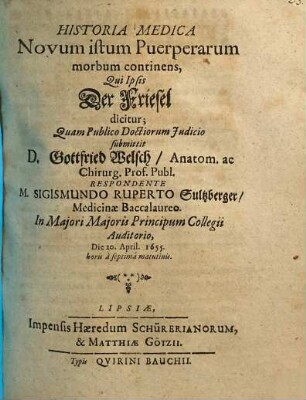 HISTORIA MEDICA
Novum istum Puerperarum
morbum continens,
Qui Ipsis
Der Friesel
dicitur;
Quam Publico Doctiorum Judicio
submittit
D. Gottfried Welsch / Anatom. ac
Chirurg. Prof. Publ.
RESPONDENTE
M. SIGISMUNDO RUPERTO Sultzberger /
Medicinæ Baccalaureo.
In Majori Majoris Principum Collegii
Auditorio,
Die 20. April. 1655.
horis à septima matutinis.
LIPSIÆ,
Impensis Hæredum SCHÜRERIANORUM,
& MATTHIÆ GÖTZII.
Typis QVIRINI BAUCHII.